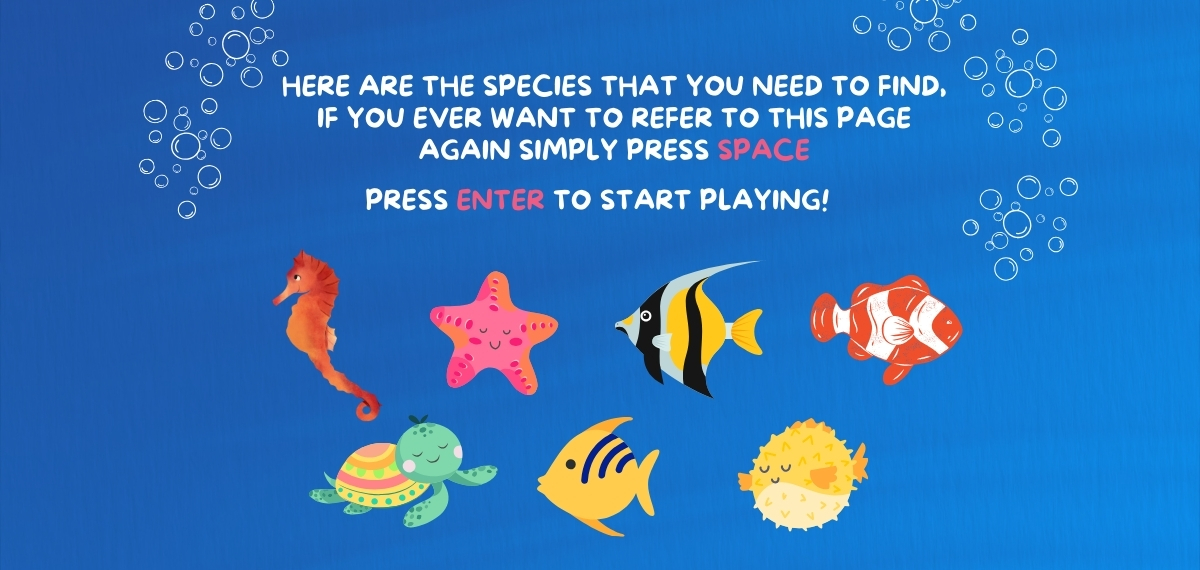 HERE ARE THE SPECIES THAT YOU NEED TO FIND,
IF YOU EVER WANT TO REFER TO THIS PAGE
AGAIN SIMPLY PRESS SPACE
PRESS ENTER TO START PLAYING!